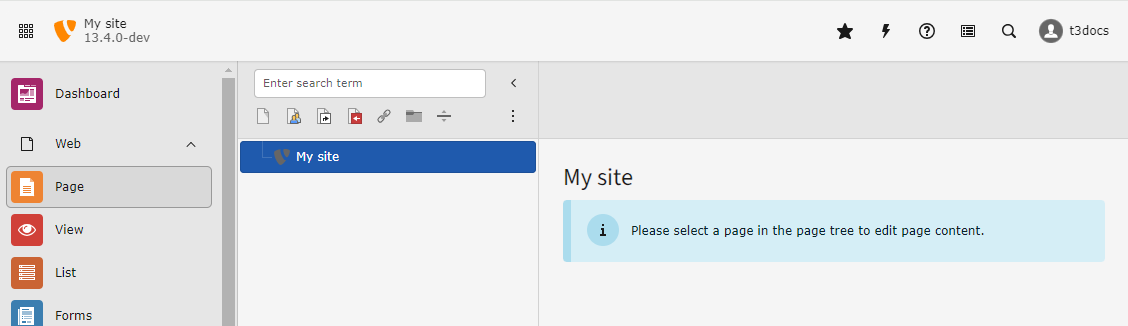 My site
13.4.0-dev
t3docs
Dashboard
Web
Page
View
List
Forms
Enter search term
My site
My site
Please select a page in the page tree to edit page content.